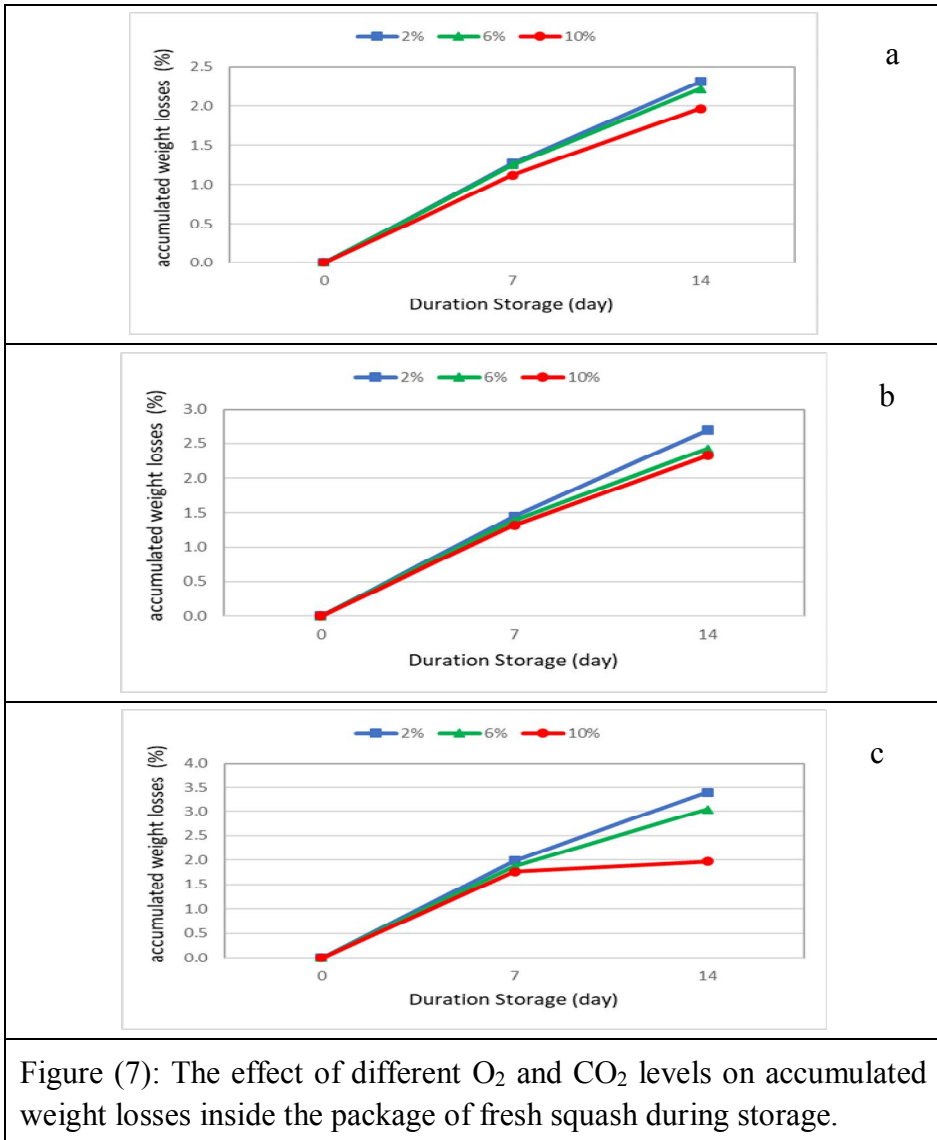 2% 6% 10%
a
accumulated weight losses (%)
2.5
2.0
1.5
1.0
0.5
0.0
0 7 14
Duration Storage (day)
2% 6% 10%
b
accumulated weight losses (%)
3.0
2.5
2.0
1.5
1.0
0.5
0.0
0 7 14
Duration Storage (day)
2% 6% 10%
c
accumulated weight losses (%)
4.0
3.5
3.0
2.5
2.0
1.5
1.0
0.5
0.0
0 7 14
Duration Storage (day)
Figure (7): The effect of different O₂ and CO₂ levels on accumulated
weight losses inside the package of fresh squash during storage.